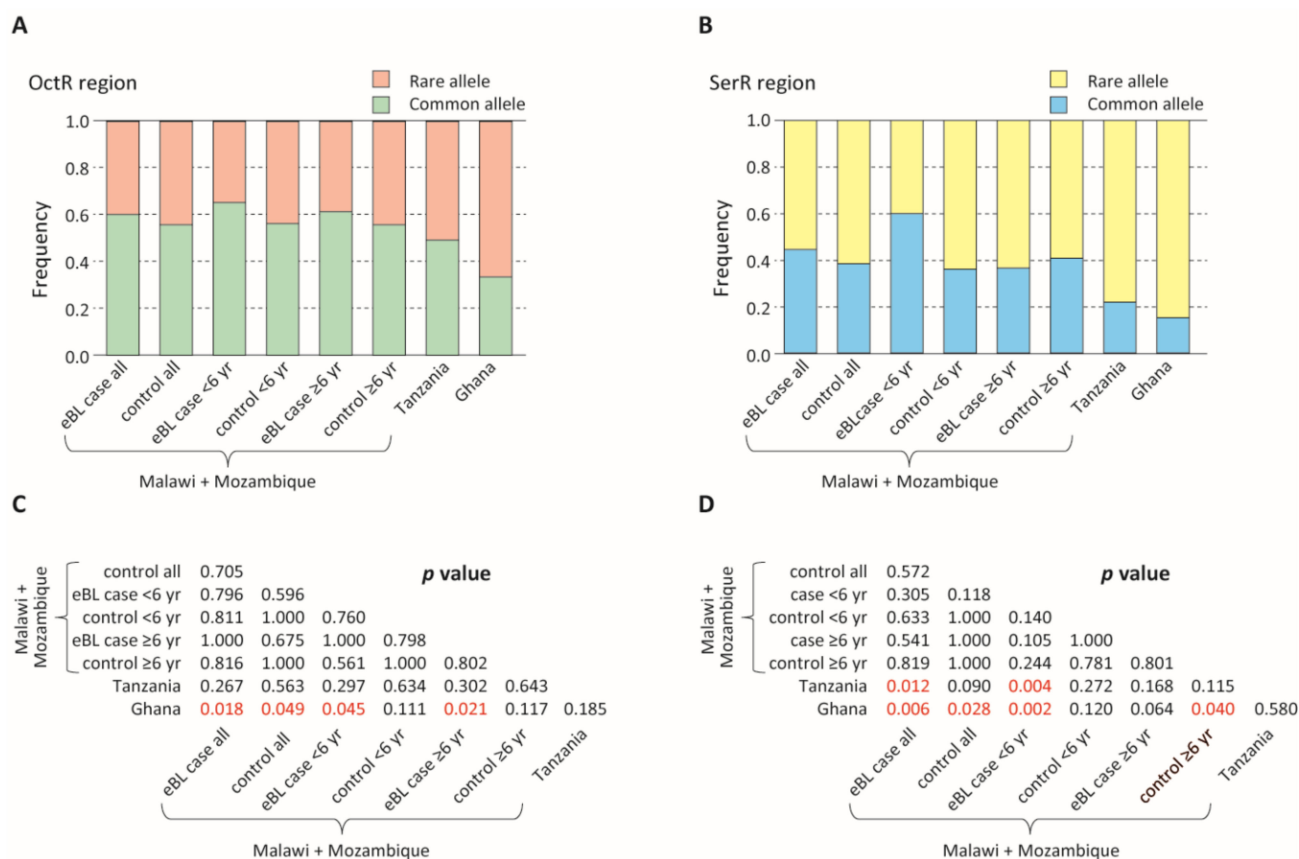 A
OctR region
Rare allele
Common allele
Frequency
1.0
0.8
0.6
0.4
0.2
0.0
eBL case all
control all
eBL case <6 yr
control <6 yr
eBL case ≥6 yr
control ≥6 yr
Tanzania
Ghana
Malawi + Mozambique
B
SerR region
Rare allele
Common allele
Frequency
1.0
0.8
0.6
0.4
0.2
0.0
eBL case all
control all
eBLcase <6 yr
control <6 yr
eBL case ≥6 yr
control ≥6 yr
Tanzania
Ghana
Malawi + Mozambique
C
p value
Malawi +
Mozambique
control all 0.705
eBL case <6 yr 0.796 0.596
control <6 yr 0.811 1.000 0.760
eBL case ≥6 yr 1.000 0.675 1.000 0.798
control ≥6 yr 0.816 1.000 0.561 1.000 0.802
Tanzania 0.267 0.563 0.297 0.634 0.302 0.643
Ghana 0.018 0.049 0.045 0.111 0.021 0.117 0.185
eBL case all
control all
eBL case <6 yr
control <6 yr
eBL case ≥6 yr
control ≥6 yr
Tanzania
Malawi + Mozambique
D
p value
Malawi +
Mozambique
control all 0.572
case <6 yr 0.305 0.118
control <6 yr 0.633 1.000 0.140
case ≥6 yr 0.541 1.000 0.105 1.000
control ≥6 yr 0.819 1.000 0.244 0.781 0.801
Tanzania 0.012 0.090 0.004 0.272 0.168 0.115
Ghana 0.006 0.028 0.002 0.120 0.064 0.040 0.580
eBL case all
control all
eBL case <6 yr
control <6 yr
eBL case ≥6 yr
control ≥6 yr
Tanzania
Malawi + Mozambique